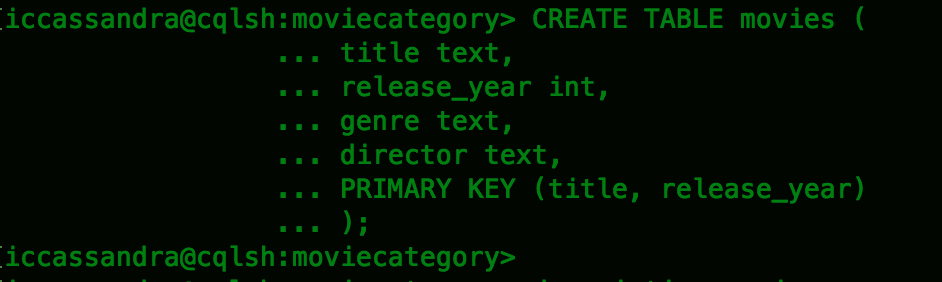 [iccassandra@cqlsh:moviecategory> CREATE TABLE movies (
... title text,
... release_year int,
... genre text,
... director text,
... PRIMARY KEY (title, release_year)
... );
[iccassandra@cqlsh:moviecategory>